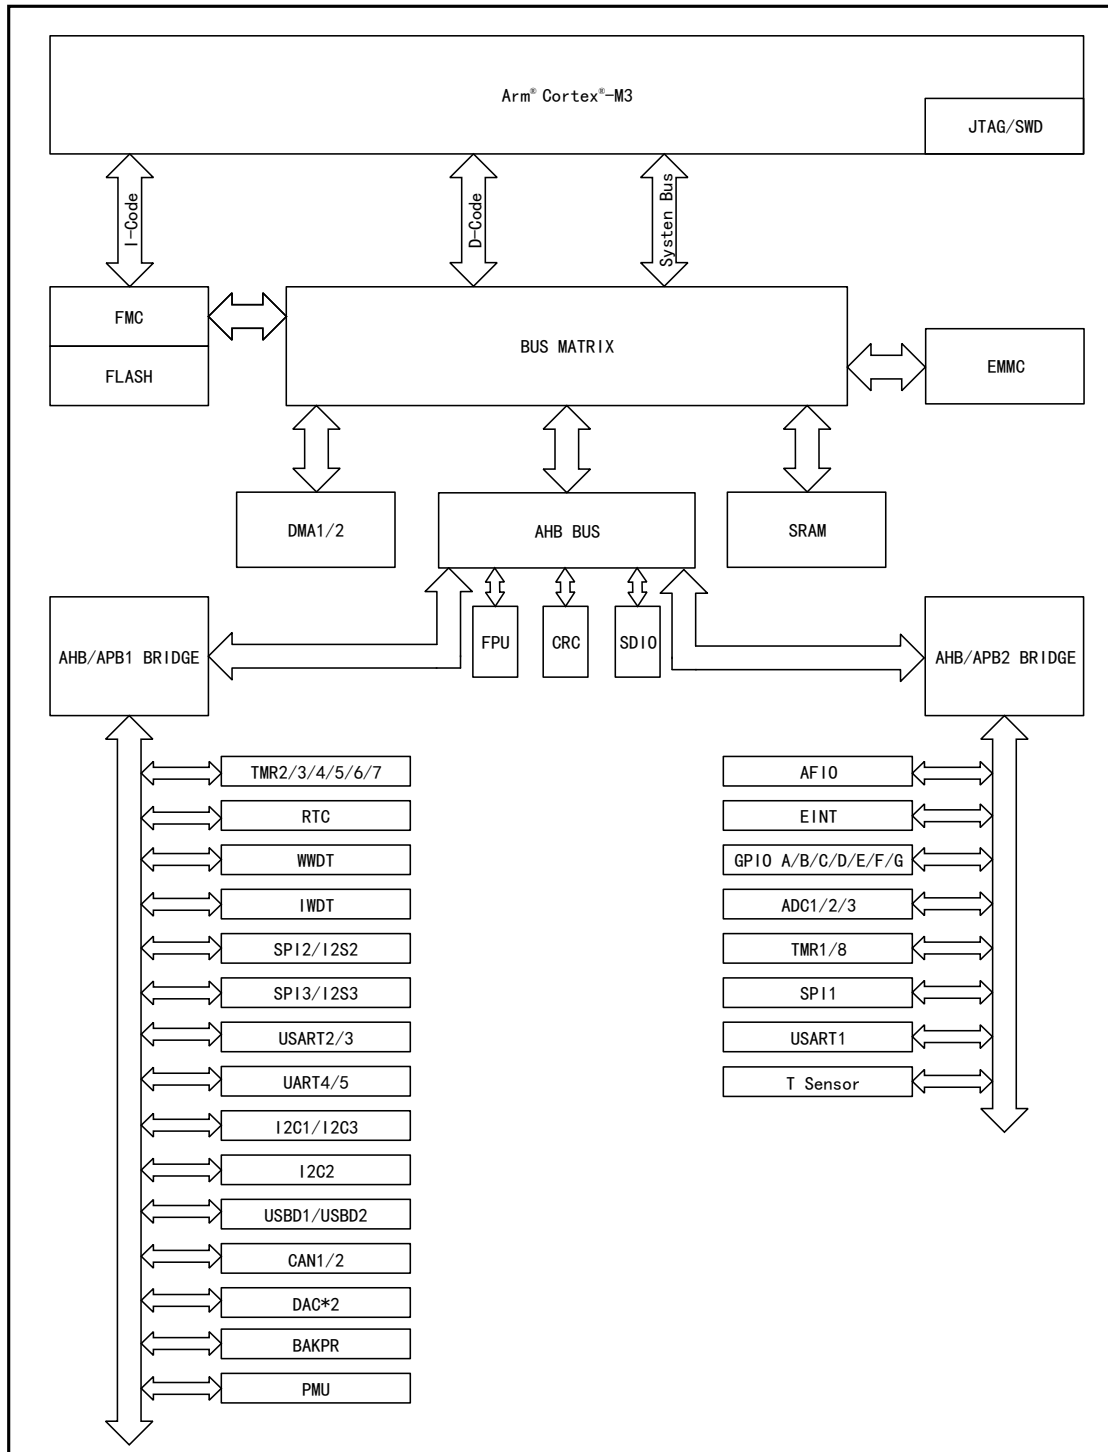 Arm® Cortex®-M3
JTAG/SWD
I-Code
D-Code
Systen Bus
FMC
FLASH
BUS MATRIX
EMMC
DMA1/2
AHB BUS
SRAM
AHB/APB1 BRIDGE
FPU
CRC
SDIO
AHB/APB2 BRIDGE
TMR2/3/4/5/6/7
RTC
WWDT
IWDT
SPI2/I2S2
SPI3/I2S3
USART2/3
UART4/5
I2C1/I2C3
I2C2
USBD1/USBD2
CAN1/2
DAC*2
BAKPR
PMU
AFIO
EINT
GPIO A/B/C/D/E/F/G
ADC1/2/3
TMR1/8
SPI1
USART1
T Sensor